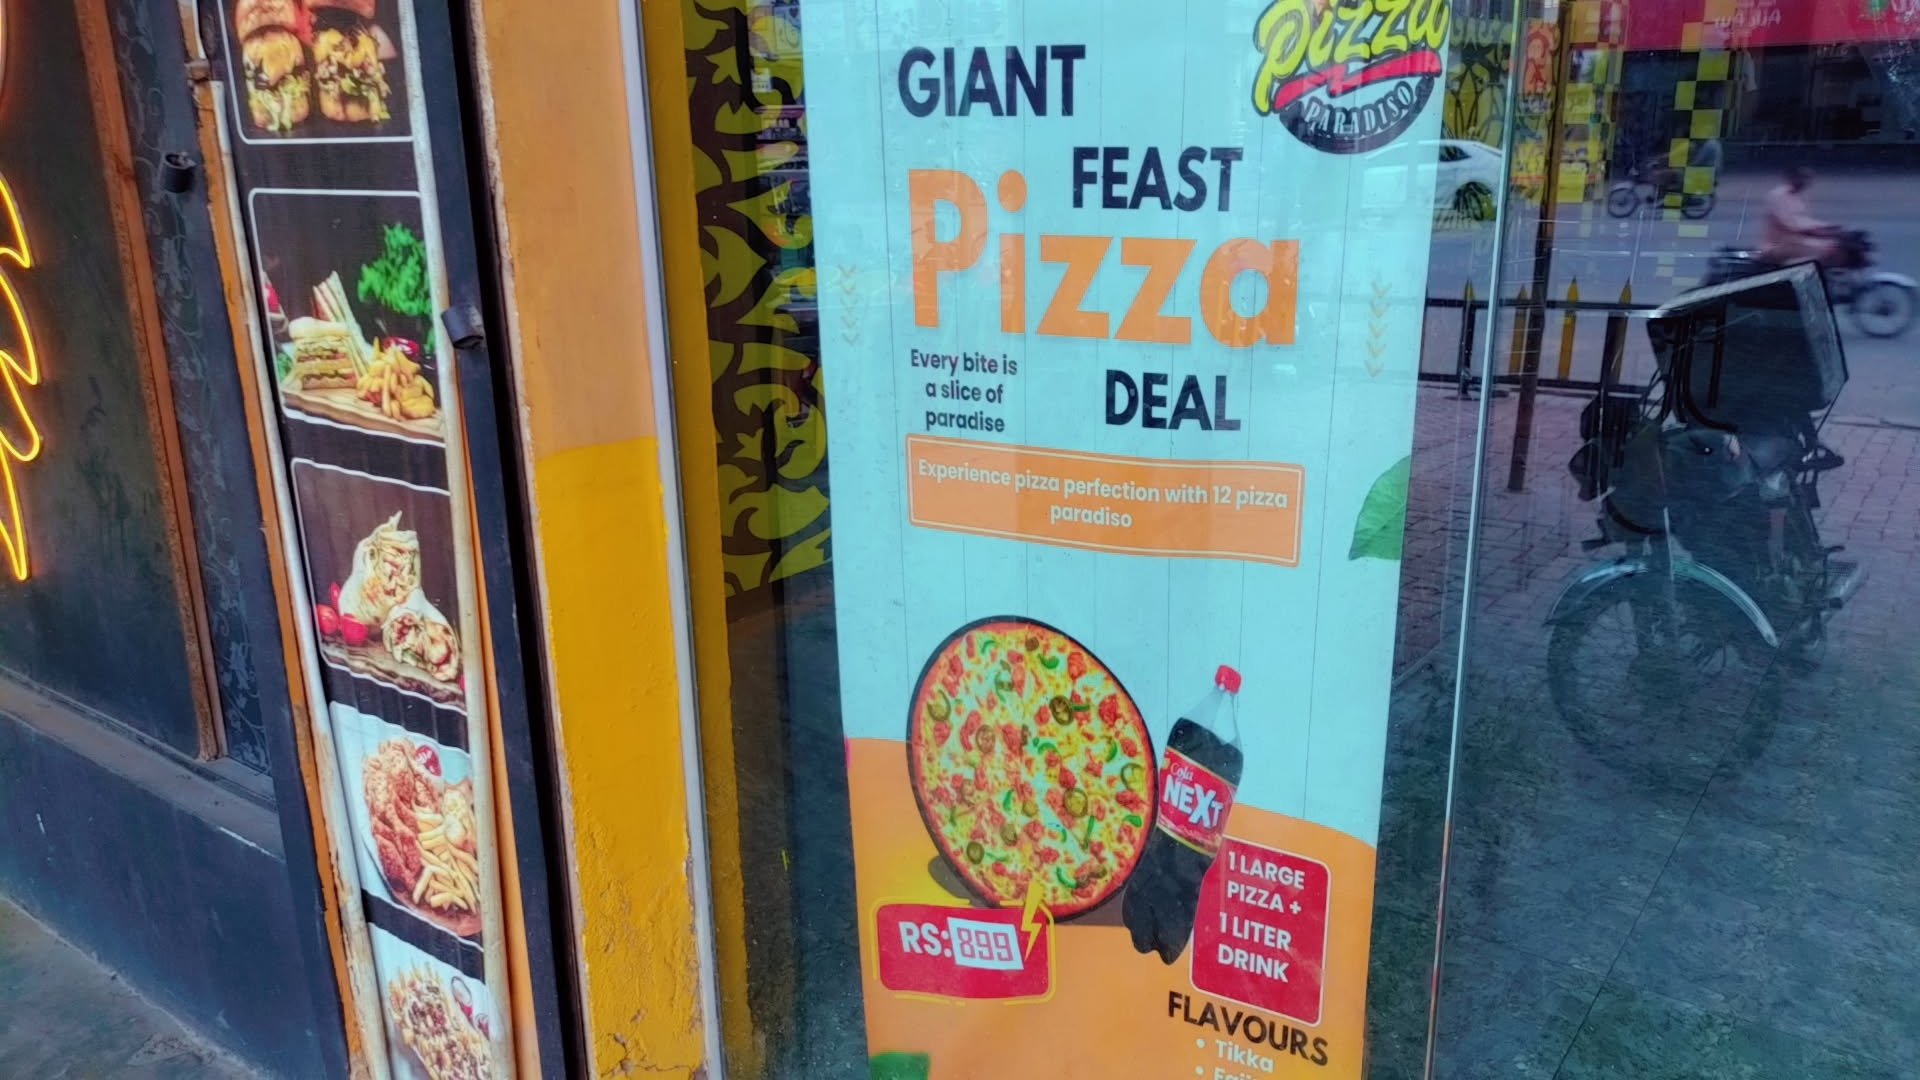 Pizza
PARADISO
GIANT
FEAST
Pizza
DEAL
Every bite is
a slice of
paradise
Experience pizza perfection with 12 pizza
paradiso
Cola
NEXT
1 LARGE
PIZZA +
1 LITER
DRINK
RS: 899
FLAVOURS
• Tikka